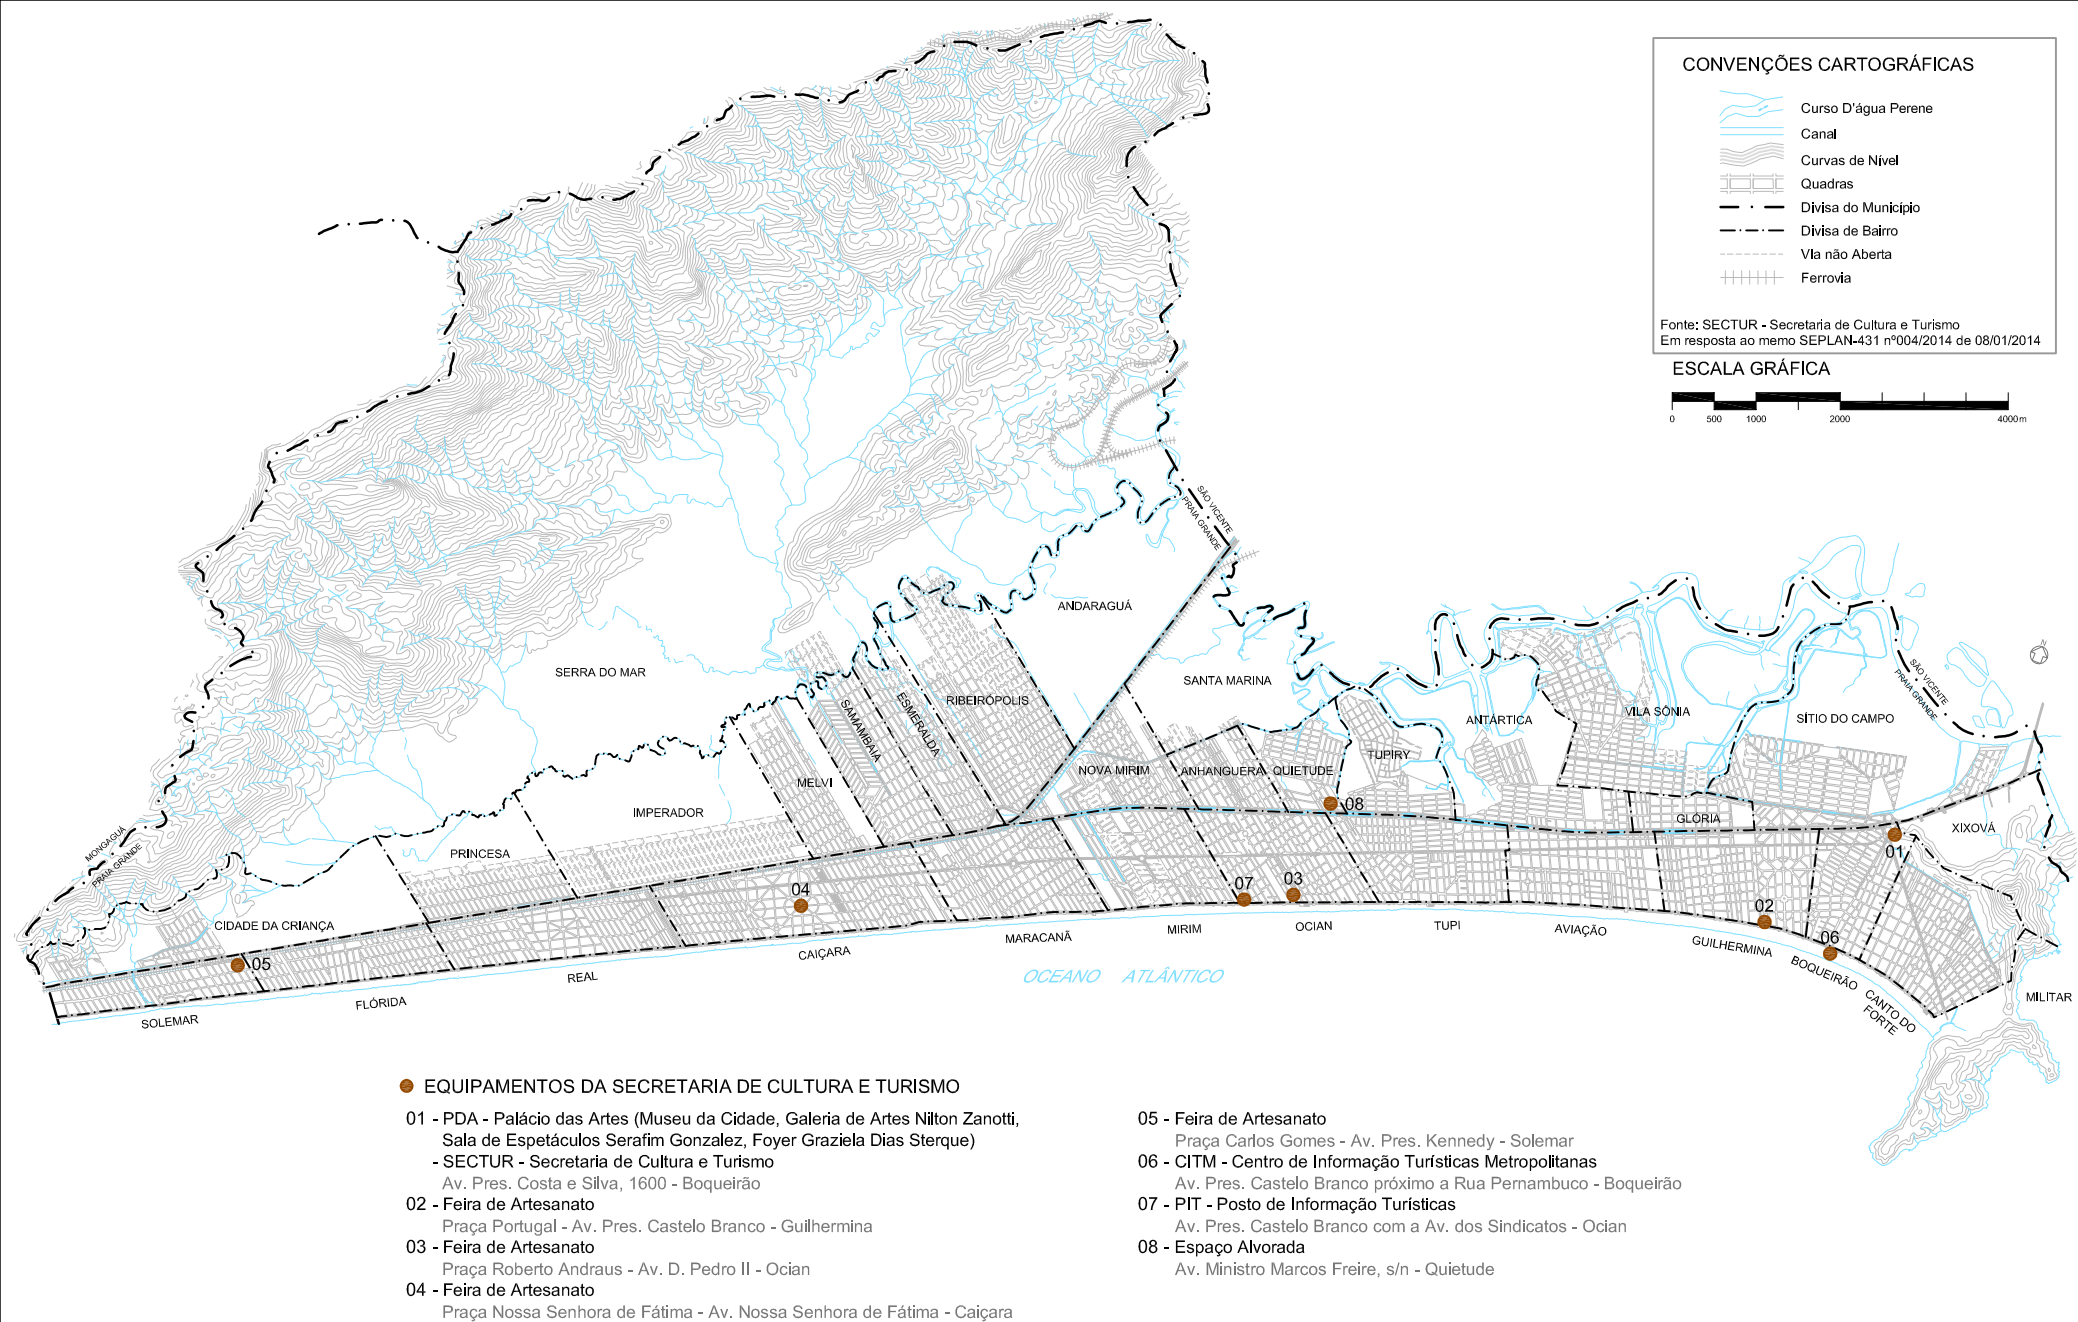 CONVENÇÕES CARTOGRÁFICAS
Curso D'água Perene
Canal
Curvas de Nível
Quadras
Divisa do Município
Divisa de Bairro
Via não Aberta
Ferrovia
Fonte: SECTUR - Secretaria de Cultura e Turismo
Em resposta ao memo SEPLAN-431 nº004/2014 de 08/01/2014
ESCALA GRÁFICA
0 500 1000 2000 4000m
SÃO VICENTE
PRAIA GRANDE
ANDARAGUÁ
SERRA DO MAR
SANTA MARINA
RIBEIRÓPOLIS
ESMERALDA
SAMAMBAIA
MELVI
IMPERADOR
PRINCESA
CIDADE DA CRIANÇA
MONGAGUÁ
PRAIA GRANDE
NOVA MIRIM
ANHANGUERA
QUIETUDE
TUPIRY
ANTÁRTICA
VILA SÔNIA
SÍTIO DO CAMPO
SÃO VICENTE
PRAIA GRANDE
N
GLÓRIA
XIXOVÁ
08
01
04
07
03
02
06
05
SOLEMAR
FLÓRIDA
REAL
CAIÇARA
MARACANÃ
MIRIM
OCIAN
TUPI
AVIAÇÃO
GUILHERMINA
BOQUEIRÃO
CANTO DO
FORTE
MILITAR
OCEANO ATLÂNTICO
EQUIPAMENTOS DA SECRETARIA DE CULTURA E TURISMO
01 - PDA - Palácio das Artes (Museu da Cidade, Galeria de Artes Nilton Zanotti,
Sala de Espetáculos Serafim Gonzalez, Foyer Graziela Dias Sterque)
- SECTUR - Secretaria de Cultura e Turismo
Av. Pres. Costa e Silva, 1600 - Boqueirão
02 - Feira de Artesanato
Praça Portugal - Av. Pres. Castelo Branco - Guilhermina
03 - Feira de Artesanato
Praça Roberto Andraus - Av. D. Pedro II - Ocian
04 - Feira de Artesanato
Praça Nossa Senhora de Fátima - Av. Nossa Senhora de Fátima - Caiçara
05 - Feira de Artesanato
Praça Carlos Gomes - Av. Pres. Kennedy - Solemar
06 - CITM - Centro de Informação Turísticas Metropolitanas
Av. Pres. Castelo Branco próximo a Rua Pernambuco - Boqueirão
07 - PIT - Posto de Informação Turísticas
Av. Pres. Castelo Branco com a Av. dos Sindicatos - Ocian
08 - Espaço Alvorada
Av. Ministro Marcos Freire, s/n - Quietude